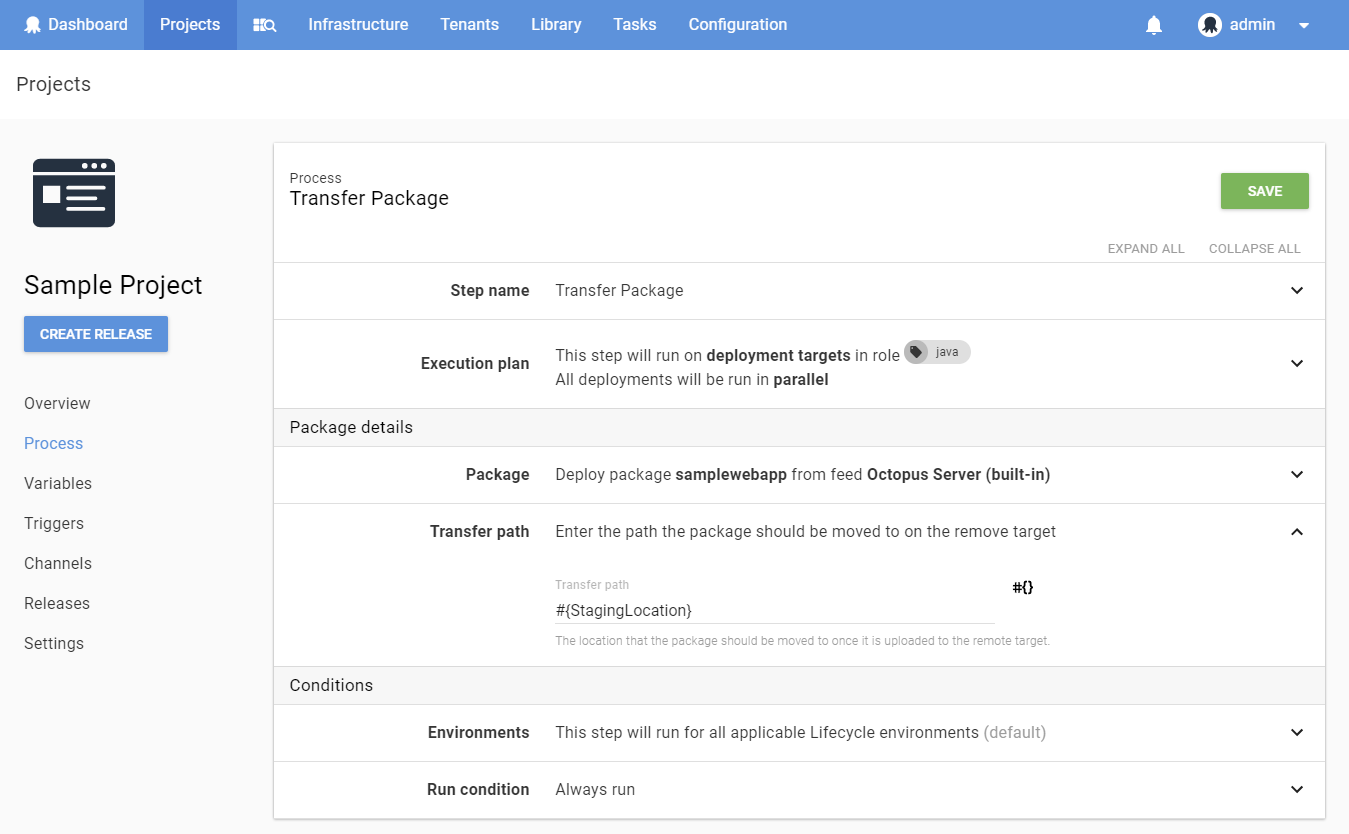 Dashboard Projects Infrastructure Tenants Library Tasks Configuration admin
Projects
Sample Project
CREATE RELEASE
Overview
Process
Variables
Triggers
Channels
Releases
Settings
Process
Transfer Package
SAVE
EXPAND ALL COLLAPSE ALL
Step name Transfer Package
Execution plan This step will run on deployment targets in role java
All deployments will be run in parallel
Package details
Package Deploy package samplewebapp from feed Octopus Server (built-in)
Transfer path Enter the path the package should be moved to on the remove target
Transfer path
#{}
#{StagingLocation}
The location that the package should be moved to once it is uploaded to the remote target.
Conditions
Environments This step will run for all applicable Lifecycle environments (default)
Run condition Always run